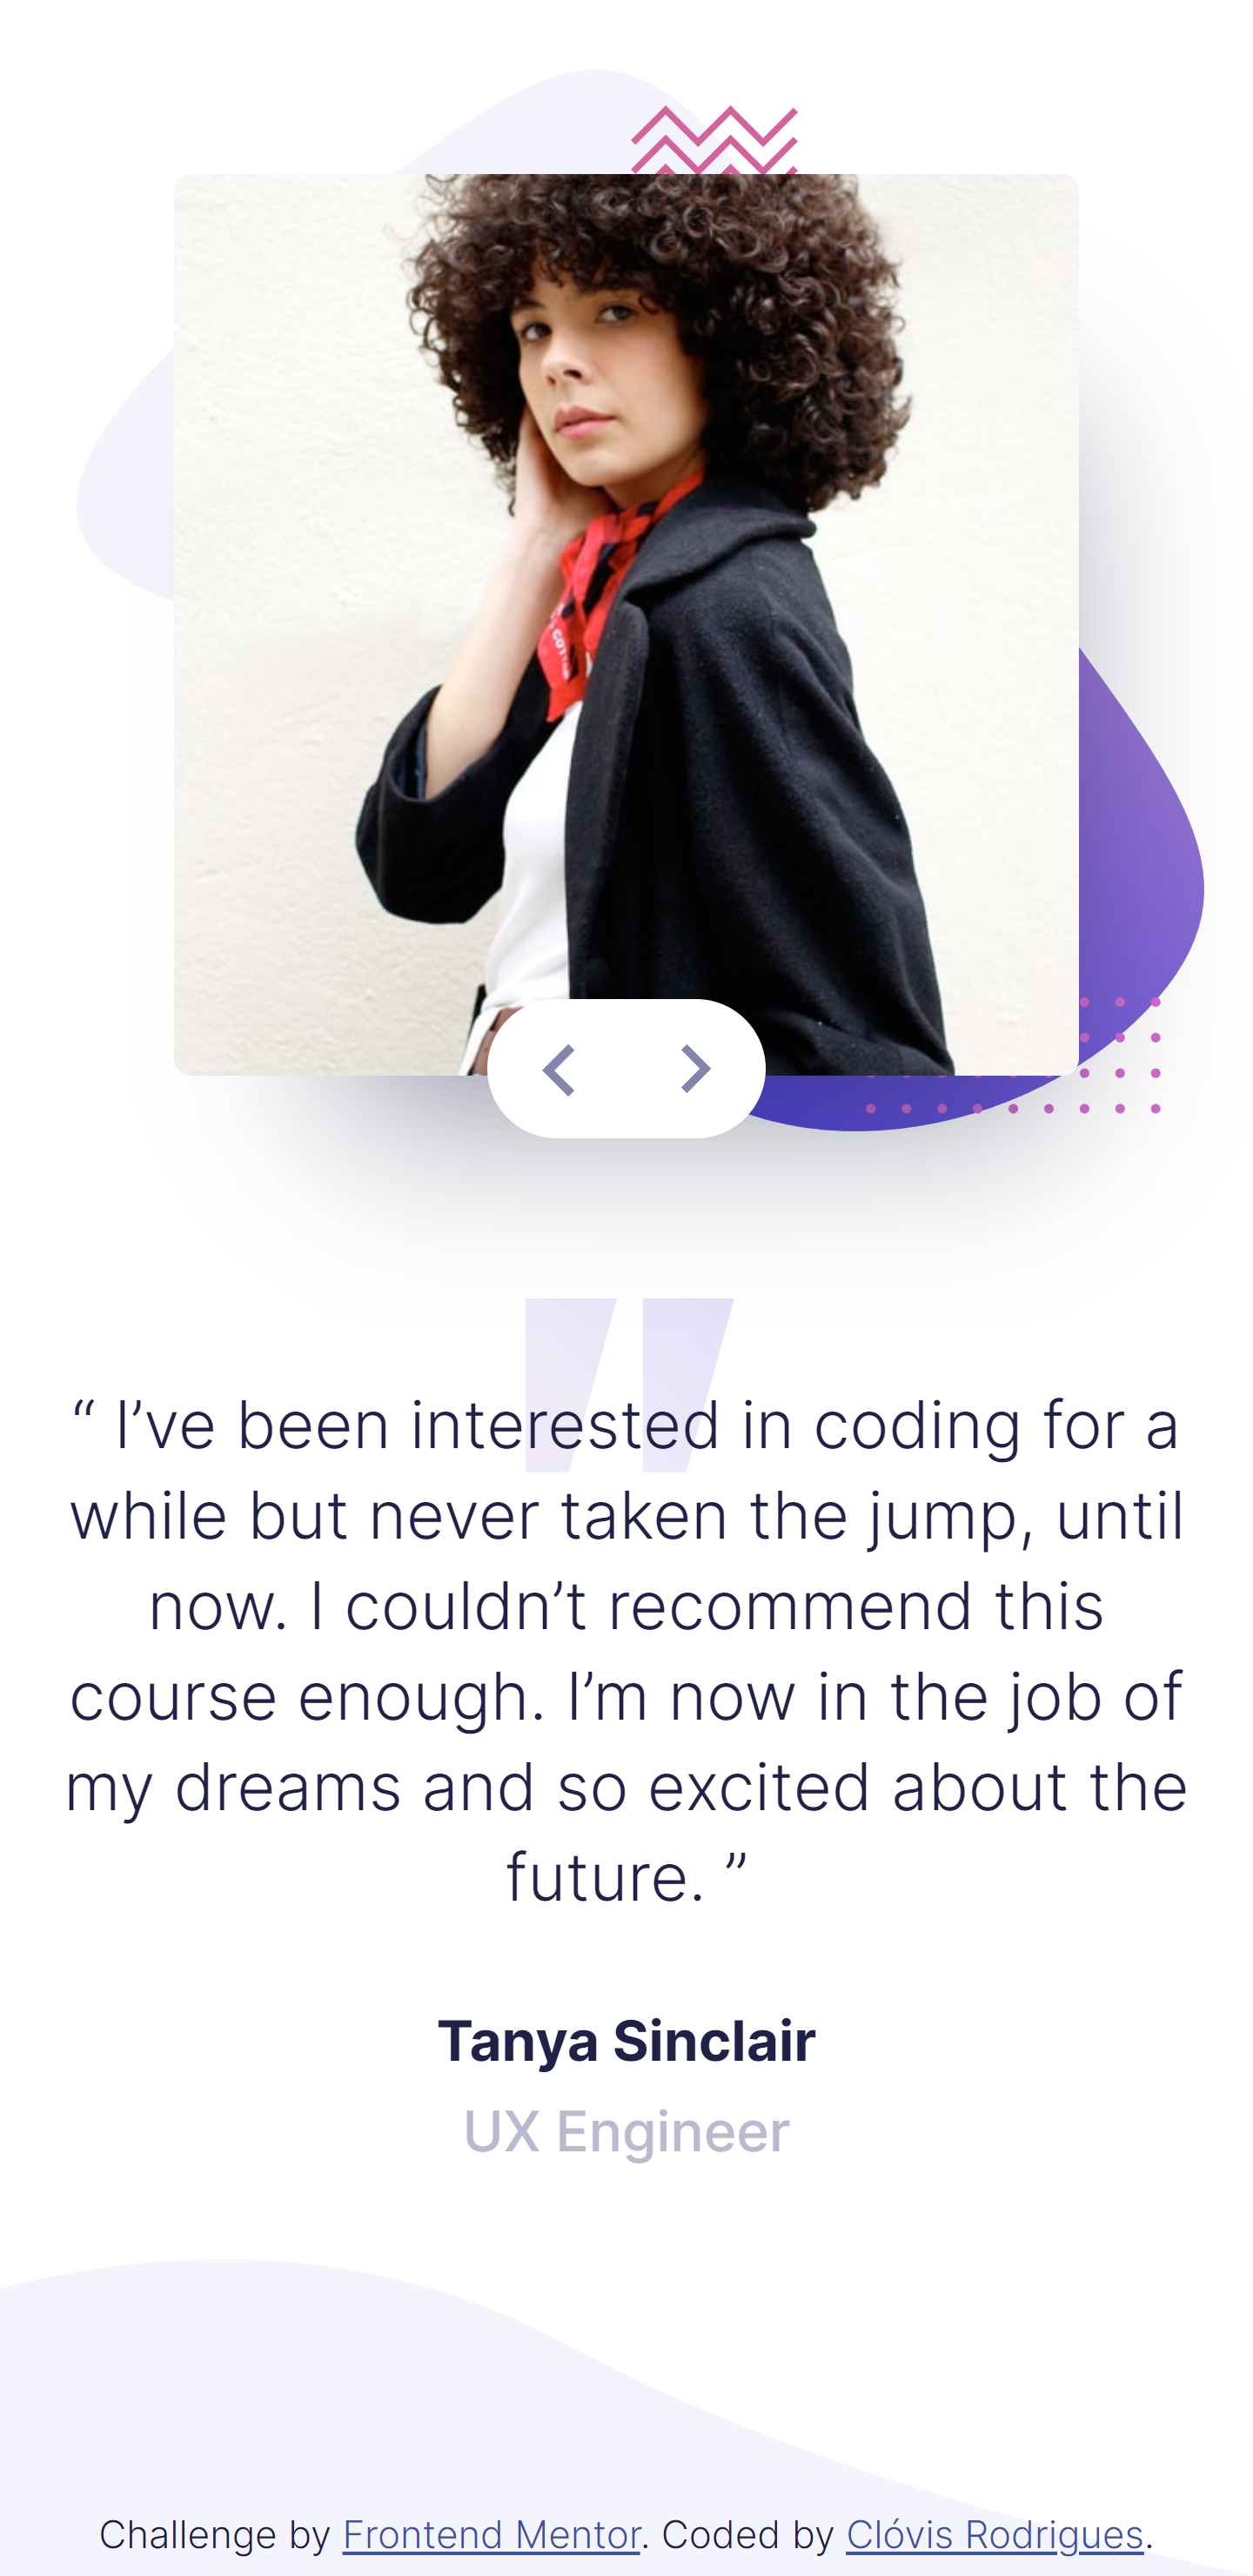 “ I’ve been interested in coding for a
while but never taken the jump, until
now. I couldn’t recommend this
course enough. I’m now in the job of
my dreams and so excited about the
future. ”
Tanya Sinclair
UX Engineer
Challenge by Frontend Mentor. Coded by Clóvis Rodrigues.